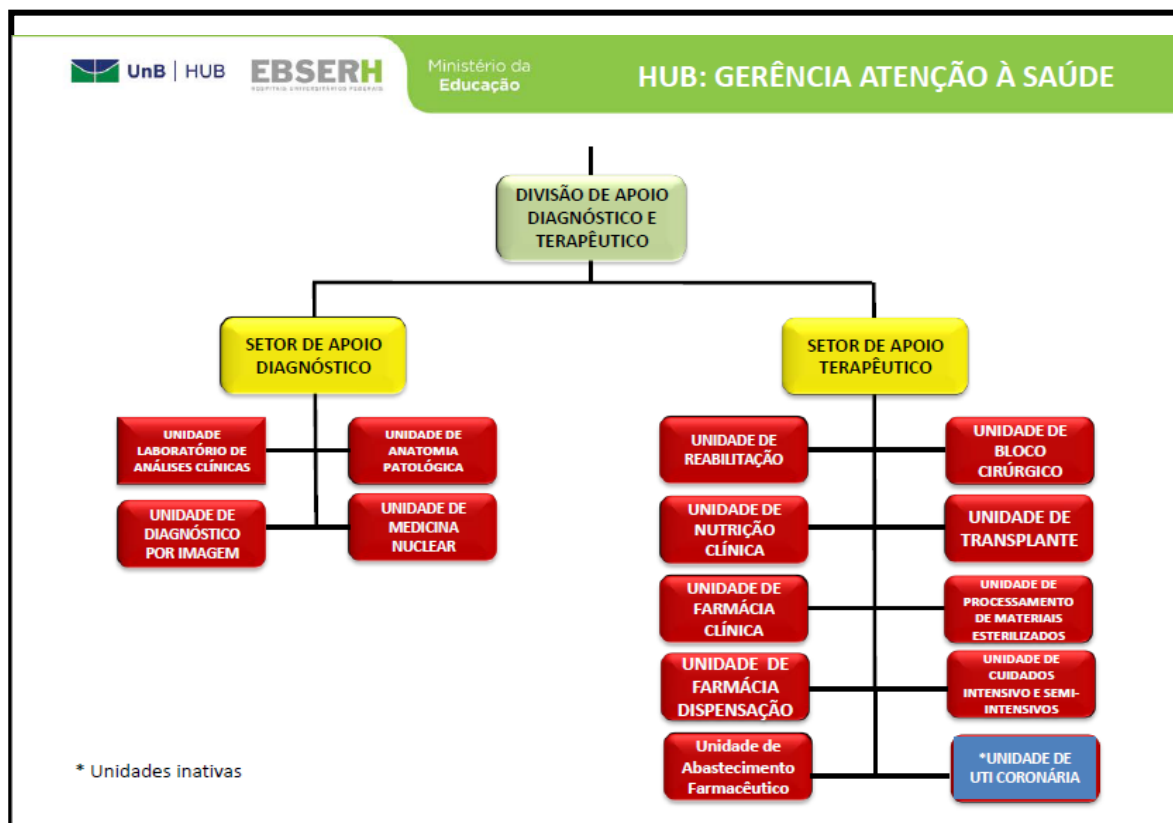 UnB | HUB
EBSERH
HOSPITAIS UNIVERSITÁRIOS FEDERAIS
Ministério da
Educação
HUB: GERÊNCIA ATENÇÃO À SAÚDE
DIVISÃO DE APOIO
DIAGNÓSTICO E
TERAPÊUTICO
SETOR DE APOIO
DIAGNÓSTICO
SETOR DE APOIO
TERAPÊUTICO
UNIDADE
LABORATÓRIO DE
ANÁLISES CLÍNICAS
UNIDADE DE
ANATOMIA
PATOLÓGICA
UNIDADE DE
DIAGNÓSTICO
POR IMAGEM
UNIDADE DE
MEDICINA
NUCLEAR
UNIDADE DE
REABILITAÇÃO
UNIDADE DE
BLOCO
CIRÚRGICO
UNIDADE DE
NUTRIÇÃO
CLÍNICA
UNIDADE DE
TRANSPLANTE
UNIDADE DE
FARMÁCIA
CLÍNICA
UNIDADE DE
PROCESSAMENTO
DE MATERIAIS
ESTERILIZADOS
UNIDADE DE
FARMÁCIA
DISPENSAÇÃO
UNIDADE DE
CUIDADOS
INTENSIVO E SEMI-
INTENSIVOS
Unidade de
Abastecimento
Farmacêutico
*UNIDADE DE
UTI CORONÁRIA
* Unidades inativas